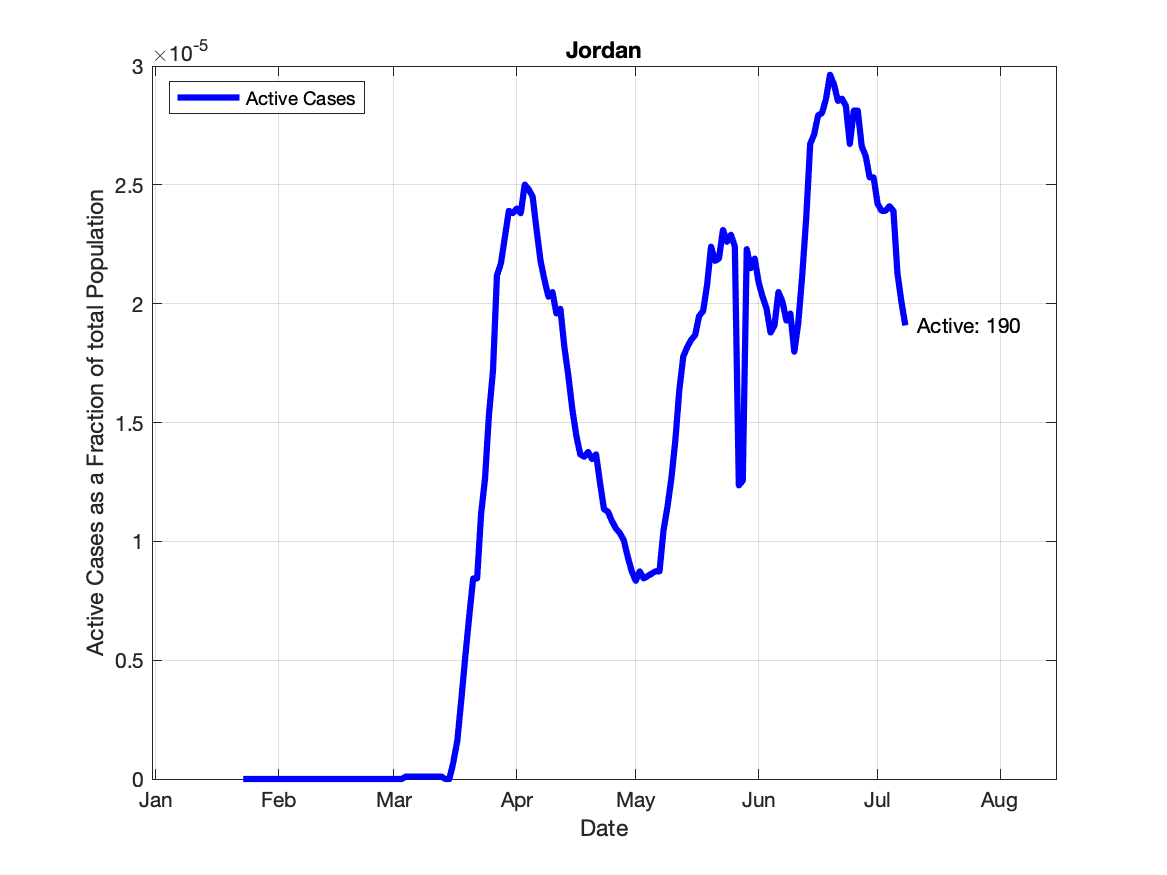 Jordan
×10-5
Active Cases
3
2.5
2
1.5
1
0.5
0
Active Cases as a Fraction of total Population
Active: 190
Jan Feb Mar Apr May Jun Jul Aug
Date